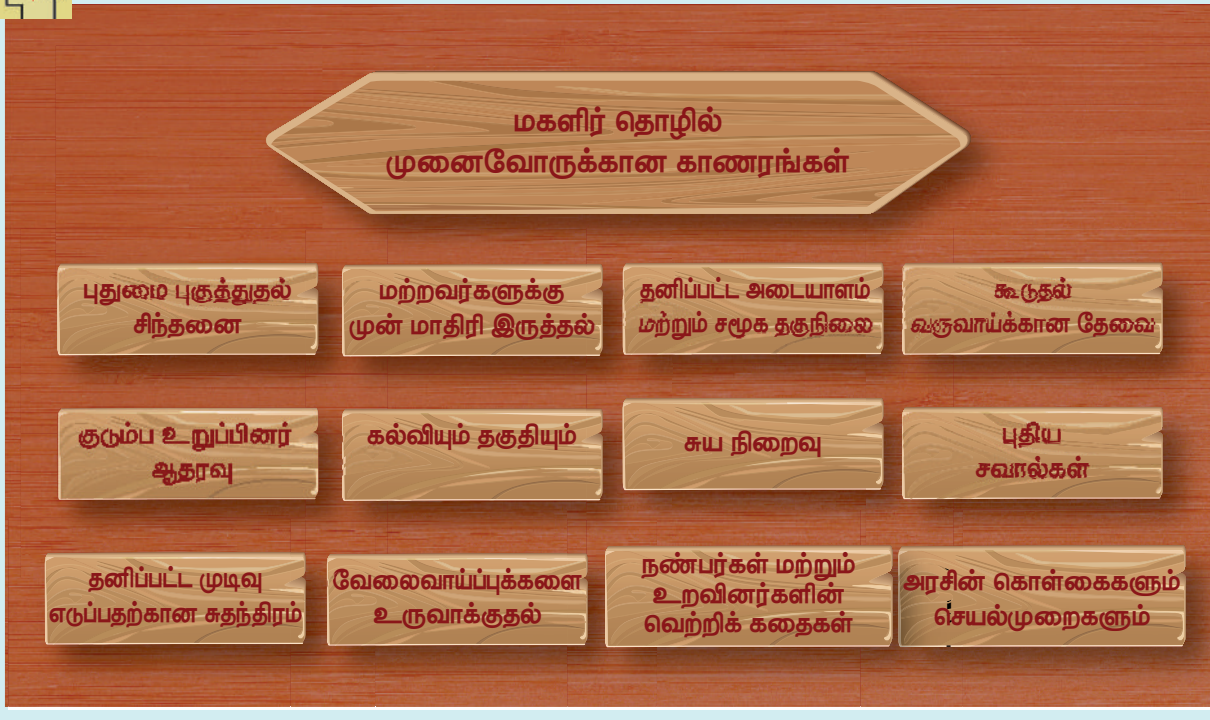 மகளிர் தொழில்
முனைவோருக்கான காணரங்கள்
புதுமை புகுத்துதல்
சிந்தனை
மற்றவர்களுக்கு
முன் மாதிரி இருத்தல்
தனிப்பட்ட அடையாளம்
மற்றும் சமூக தகுநிலை
கூடுதல்
வருவாய்க்கான தேவை
குடும்ப உறுப்பினர்
ஆதரவு
கல்வியும் தகுதியும்
சுய நிறைவு
புதிய
சவால்கள்
தனிப்பட்ட முடிவு
எடுப்பதற்கான சுதந்திரம்
வேலைவாய்ப்புக்களை
உருவாக்குதல்
நண்பர்கள் மற்றும்
உறவினர்களின்
வெற்றிக் கதைகள்
அரசின் கொள்கைகளும்
செயல்முறைகளும்